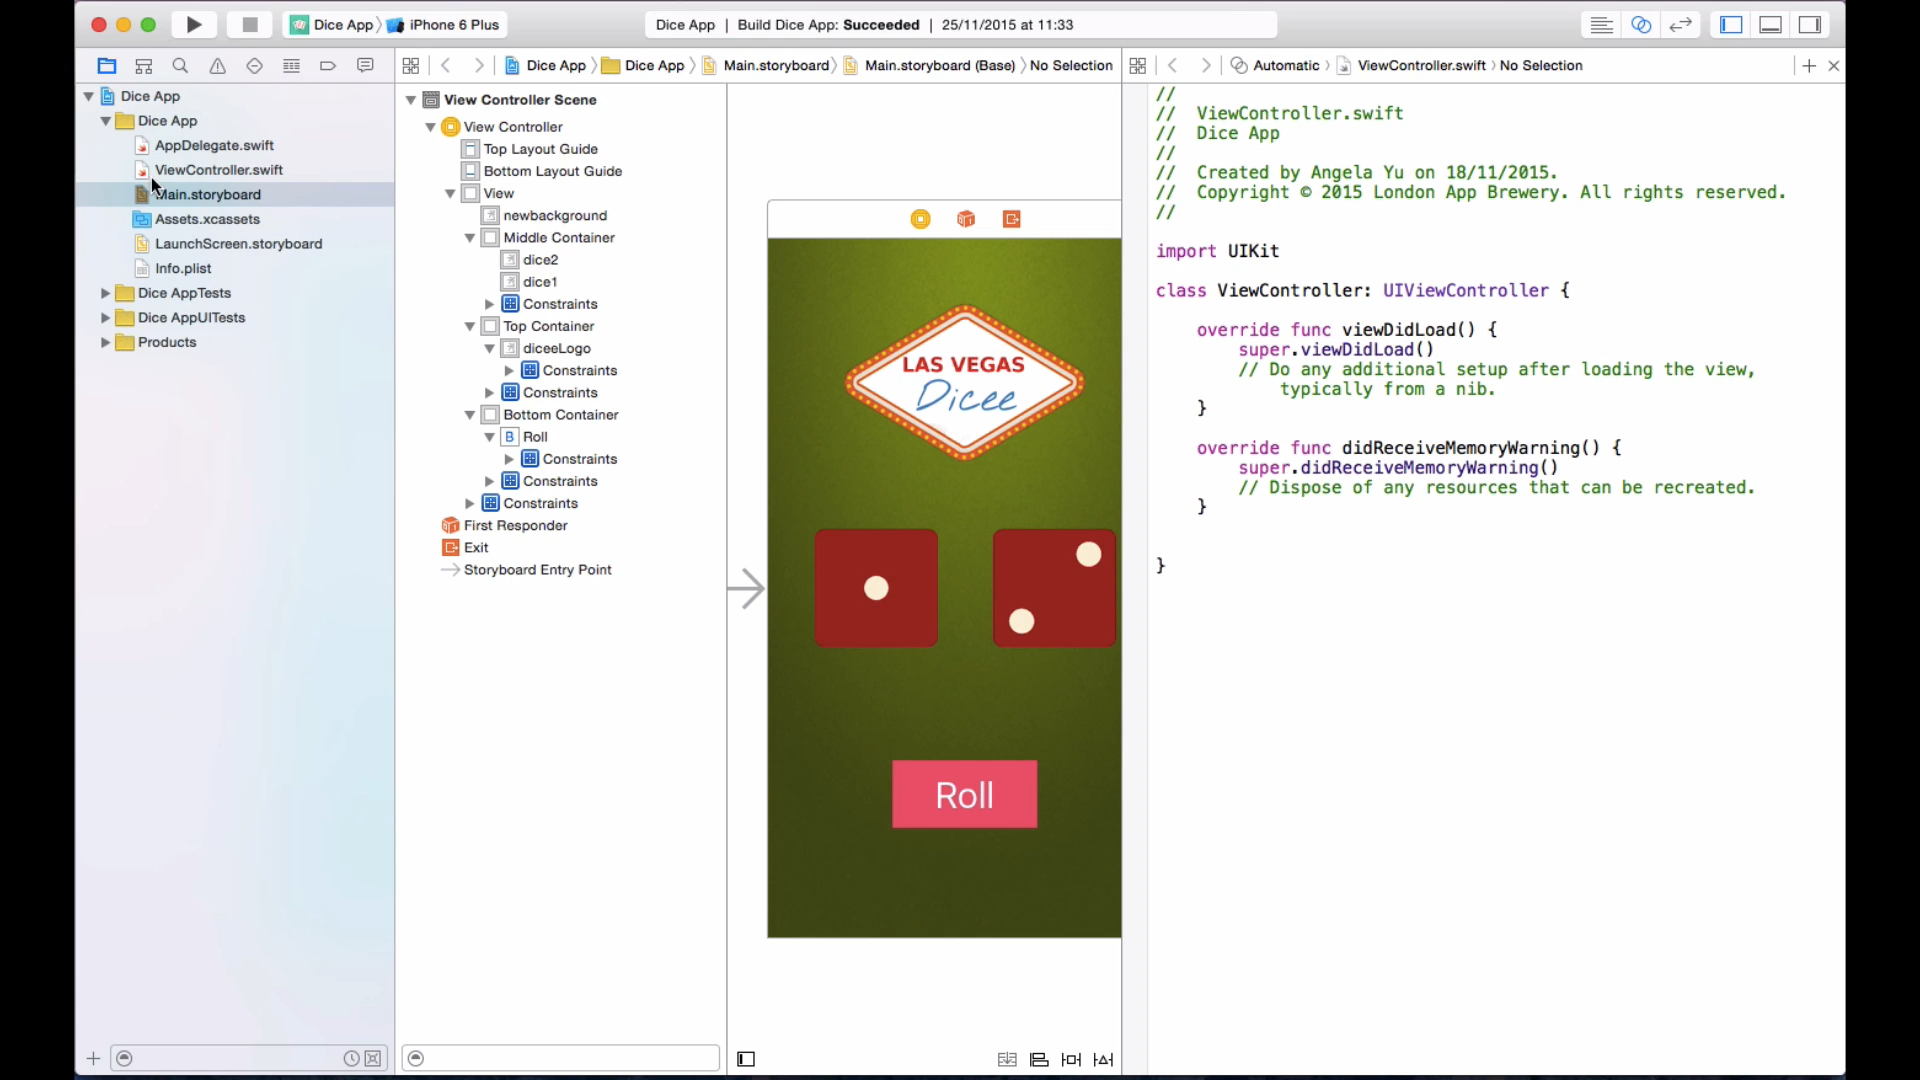 Dice App
iPhone 6 Plus
Dice App | Build Dice App: Succeeded | 25/11/2015 at 11:33
Dice App
Dice App
AppDelegate.swift
ViewController.swift
Main.storyboard
Assets.xcassets
LaunchScreen.storyboard
Info.plist
Dice AppTests
Dice AppUITests
Products
Dice App
Dice App
Main.storyboard
Main.storyboard (Base)
No Selection
View Controller Scene
View Controller
Top Layout Guide
Bottom Layout Guide
View
newbackground
Middle Container
dice2
dice1
Constraints
Top Container
diceeLogo
Constraints
Constraints
Bottom Container
Roll
Constraints
Constraints
Constraints
First Responder
Exit
Storyboard Entry Point
LAS VEGAS
Dicee
Roll
Automatic
ViewController.swift
No Selection
//
// ViewController.swift
// Dice App
//
// Created by Angela Yu on 18/11/2015.
// Copyright © 2015 London App Brewery. All rights reserved.
//
import UIKit
class ViewController: UIViewController {
override func viewDidLoad() {
super.viewDidLoad()
// Do any additional setup after loading the view,
typically from a nib.
}
override func didReceiveMemoryWarning() {
super.didReceiveMemoryWarning()
// Dispose of any resources that can be recreated.
}
}